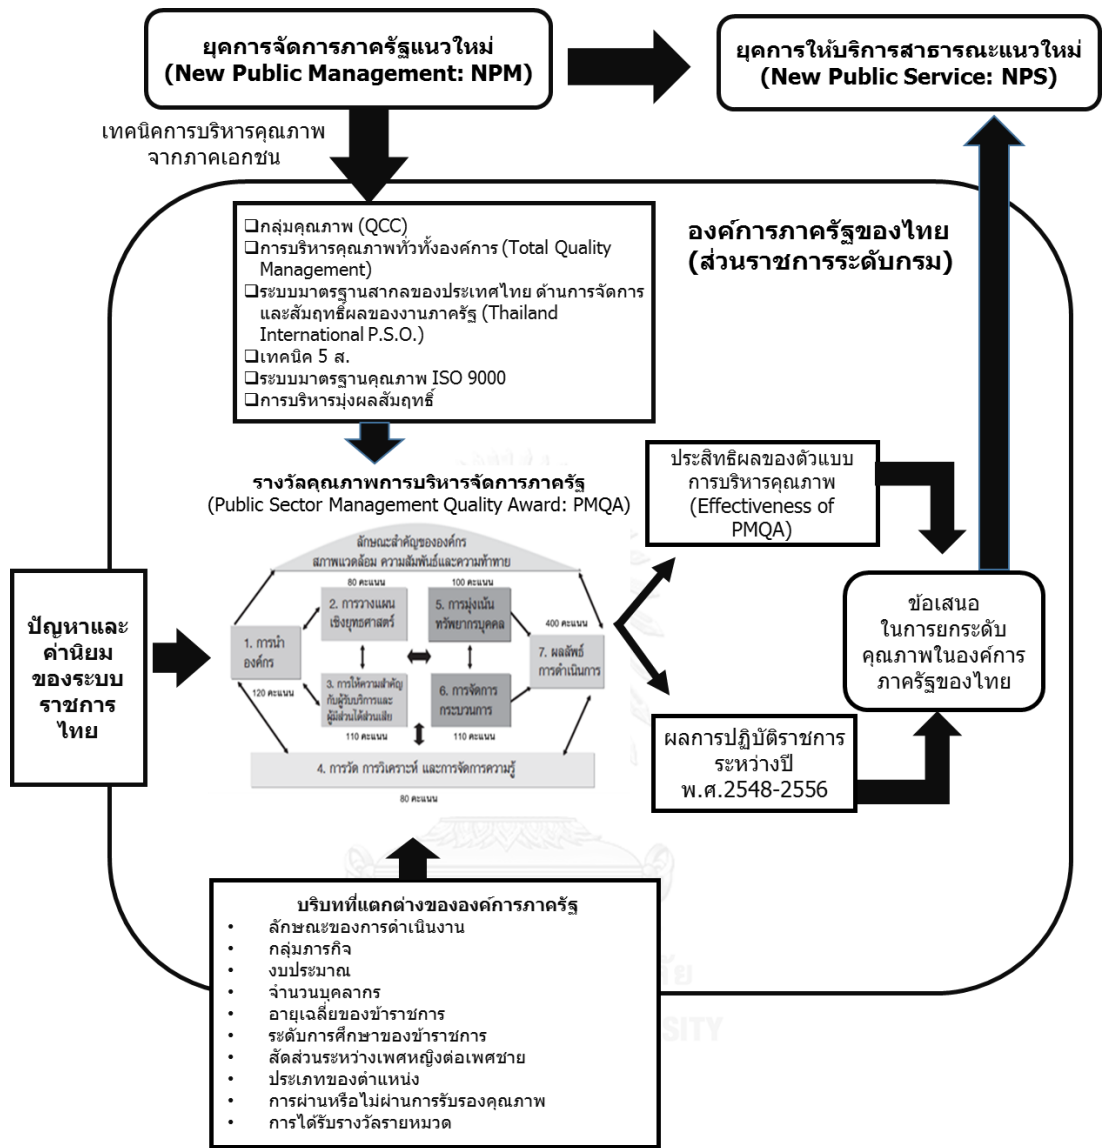 ยุคการจัดการภาครัฐแนวใหม่
(New Public Management: NPM)
ยุคการให้บริการสาธารณะแนวใหม่
(New Public Service: NPS)
เทคนิคการบริหารคุณภาพ
จากภาคเอกชน
❑กลุ่มคุณภาพ (QCC)
❑การบริหารคุณภาพทั่วทั้งองค์การ (Total Quality
Management)
❑ระบบมาตรฐานสากลของประเทศไทย ด้านการจัดการ
และสัมฤทธิ์ผลของงานภาครัฐ (Thailand
International P.S.O.)
❑เทคนิค 5 ส.
❑ระบบมาตรฐานคุณภาพ ISO 9000
❑การบริหารมุ่งผลสัมฤทธิ์
องค์การภาครัฐของไทย
(ส่วนราชการระดับกรม)
รางวัลคุณภาพการบริหารจัดการภาครัฐ
(Public Sector Management Quality Award: PMQA)
ลักษณะสำคัญขององค์กร
สภาพแวดล้อม ความสัมพันธ์และความท้าทาย
80 คะแนน
100 คะแนน
2. การวางแผน
เชิงยุทธศาสตร์
5. การมุ่งเน้น
ทรัพยากรบุคคล
400 คะแนน
1. การนำ
องค์กร
7. ผลลัพธ์
การดำเนินการ
120 คะแนน
3. การให้ความสำคัญ
กับผู้รับบริการและ
ผู้มีส่วนได้ส่วนเสีย
6. การจัดการ
กระบวนการ
110 คะแนน
110 คะแนน
4. การวัด การวิเคราะห์ และการจัดการความรู้
80 คะแนน
ปัญหาและ
ค่านิยม
ของระบบ
ราชการ
ไทย
ประสิทธิผลของตัวแบบ
การบริหารคุณภาพ
(Effectiveness of
PMQA)
ผลการปฏิบัติราชการ
ระหว่างปี
พ.ศ.2548-2556
ข้อเสนอ
ในการยกระดับ
คุณภาพในองค์การ
ภาครัฐของไทย
บริบทที่แตกต่างขององค์การภาครัฐ
• ลักษณะของการดำเนินงาน
• กลุ่มภารกิจ
• งบประมาณ
• จำนวนบุคลากร
• อายุเฉลี่ยของข้าราชการ
• ระดับการศึกษาของข้าราชการ
• สัดส่วนระหว่างเพศหญิงต่อเพศชาย
• ประเภทของตำแหน่ง
• การผ่านหรือไม่ผ่านการรับรองคุณภาพ
• การได้รับรางวัลรายหมวด